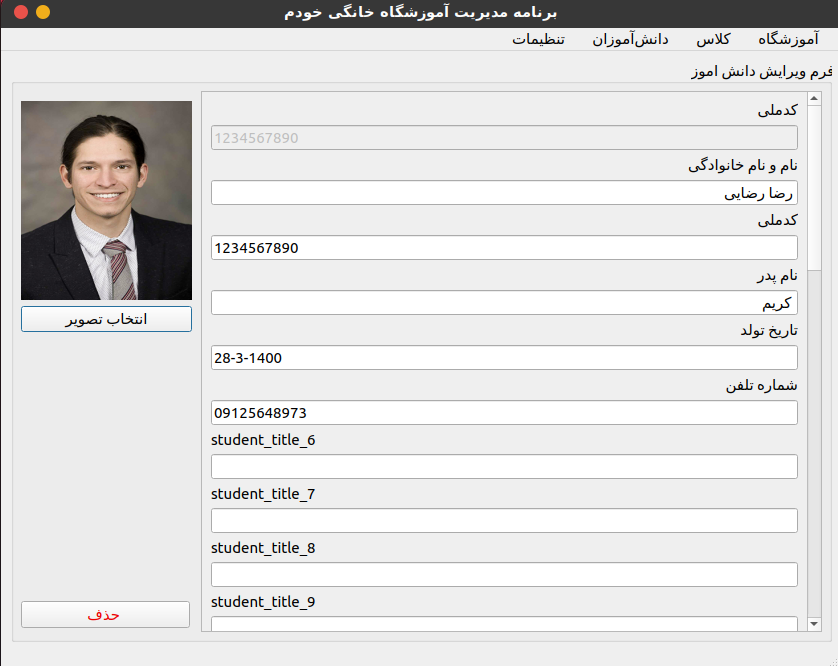 برنامه مدیریت آموزشگاه خانگی خودم
آموزشگاه کلاس دانش‌آموزان تنظیمات
فرم ویرایش دانش اموز
کدملی
1234567890
نام و نام خانوادگی
رضا رضایی
کدملی
1234567890
نام پدر
کریم
تاریخ تولد
28-3-1400
شماره تلفن
09125648973
student_title_6
student_title_7
student_title_8
student_title_9
انتخاب تصویر
حذف